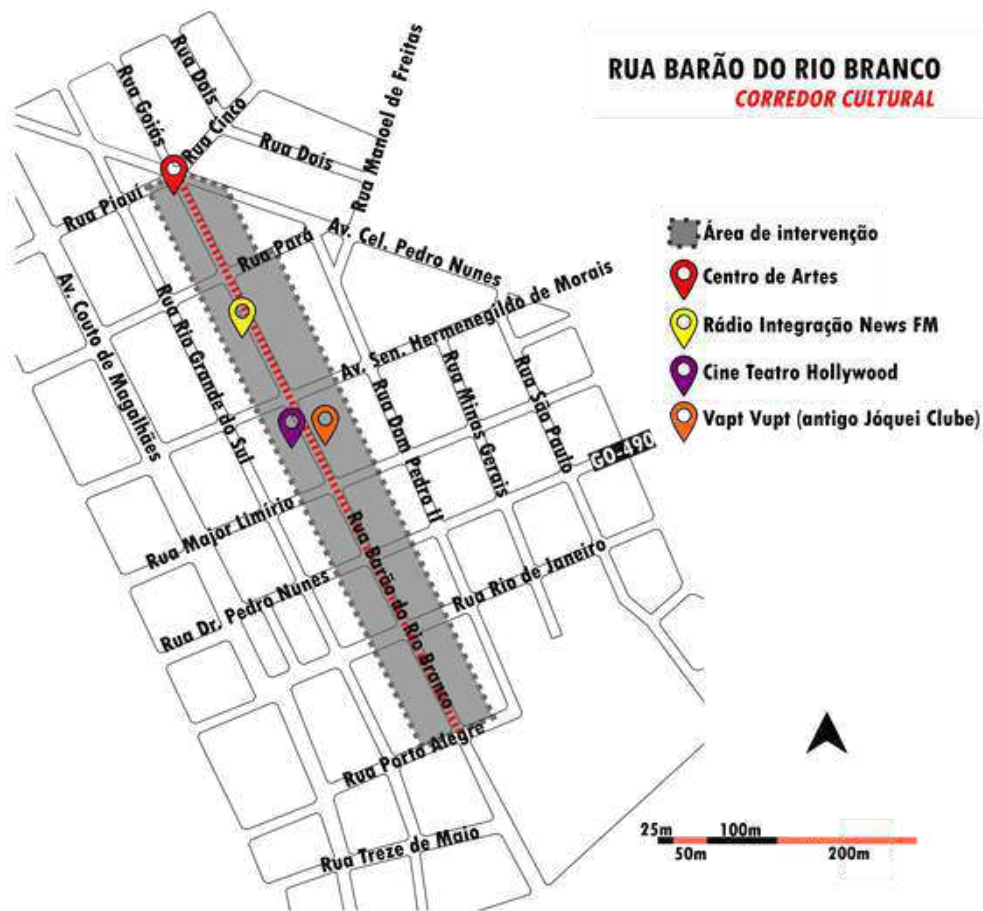 RUA BARÃO DO RIO BRANCO
CORREDOR CULTURAL
Rua Goiás
Rua Dois
Rua Cinco
Rua Dois
Rua Manoel de Freitas
Rua Piauí
Rua Pará
Av. Cel. Pedro Nunes
Av. Couto de Magalhães
Rua Rio Grande do Sul
Av. Sen. Hermenegildo de Morais
Rua Dom Pedro II
Rua Minas Gerais
Rua São Paulo
GO-490
Rua Major Limíria
Rua Barão do Rio Branco
Rua Dr. Pedro Nunes
Rua Rio de Janeiro
Rua Porto Alegre
Rua Treze de Maio
Área de intervenção
Centro de Artes
Rádio Integração News FM
Cine Teatro Hollywood
Vapt Vupt (antigo Jóquei Clube)
25m
100m
50m
200m